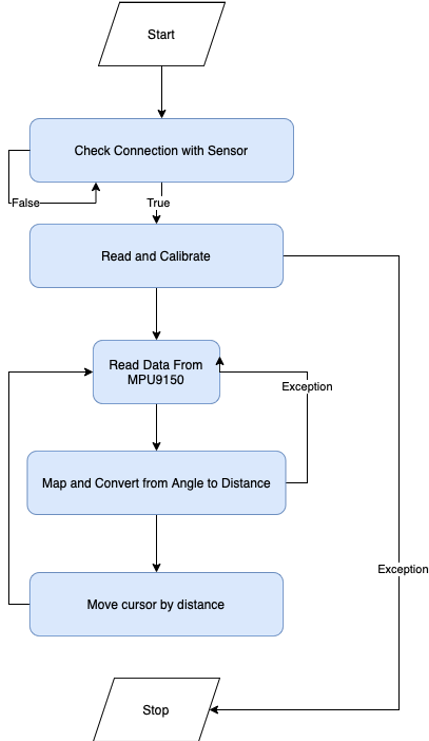 Start
Check Connection with Sensor
False
True
Read and Calibrate
Read Data From
MPU9150
Exception
Map and Convert from Angle to Distance
Exception
Move cursor by distance
Stop